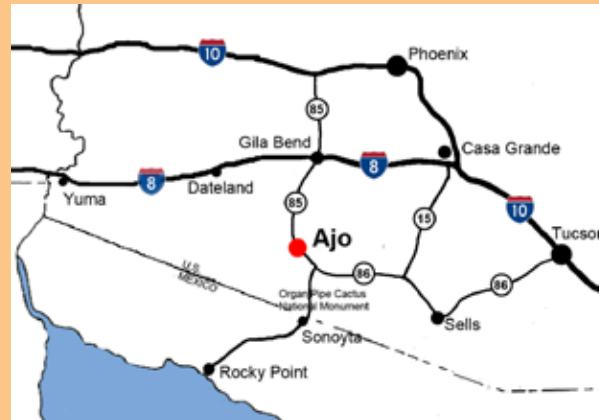 10
Phoenix
85
Gila Bend
Casa Grande
8
8
Yuma
Dateland
85
15
10
Ajo
Tucson
U.S.
MEXICO
86
86
Organ Pipe Cactus
National Monument
Sells
Sonoyta
Rocky Point